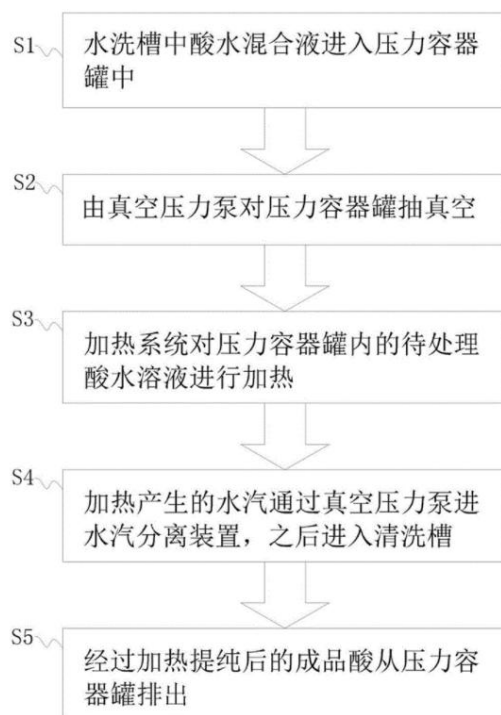 S1
水洗槽中酸水混合液进入压力容器
罐中
S2
由真空压力泵对压力容器罐抽真空
S3
加热系统对压力容器罐内的待处理
酸水溶液进行加热
S4
加热产生的水汽通过真空压力泵进
水汽分离装置，之后进入清洗槽
S5
经过加热提纯后的成品酸从压力容
器罐排出